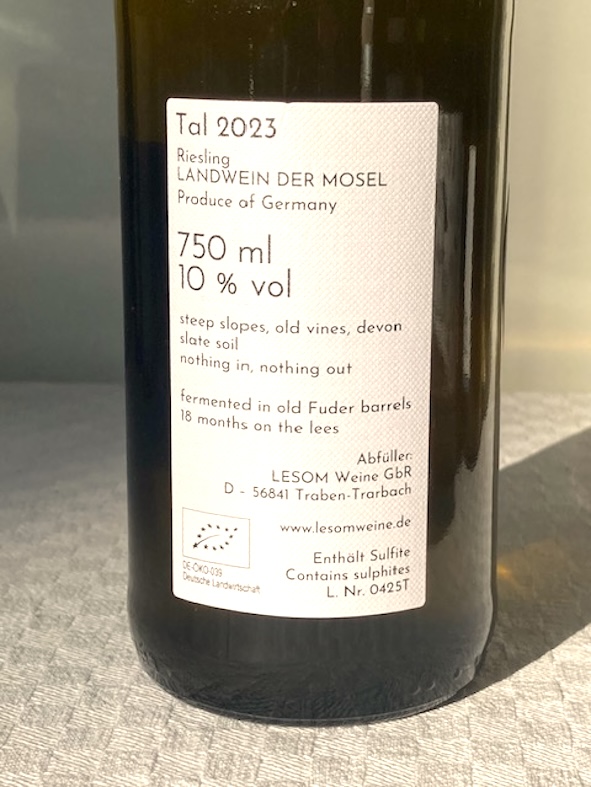 Tal 2023
Riesling
LANDWEIN DER MOSEL
Produce of Germany
750 ml
10 % vol
steep slopes, old vines, devon
slate soil
nothing in, nothing out
fermented in old Fuder barrels
18 months on the lees
Abfüller:
LESOM Weine GbR
D - 56841 Traben-Trarbach
www.lesomweine.de
DE-ÖKO-039
Deutsche Landwirtschaft
Enthält Sulfite
Contains sulphites
L. Nr. 0425T